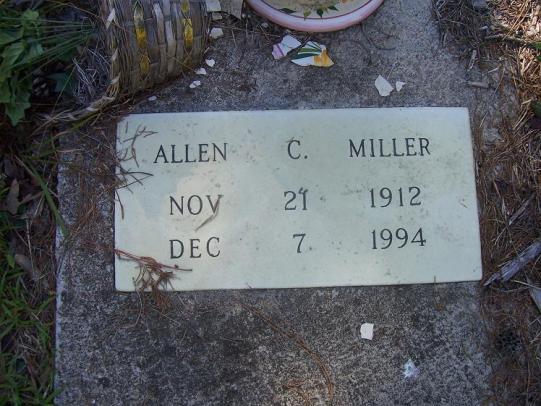 ALLEN C. MILLER
NOV 21 1912
DEC 7 1994